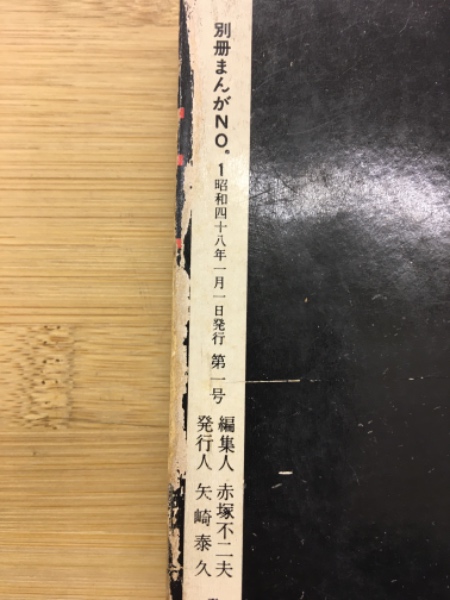 別冊まんがNO.1昭和四十八年一月一日発行 第一号
編集人 赤塚不二夫
発行人 矢崎泰久